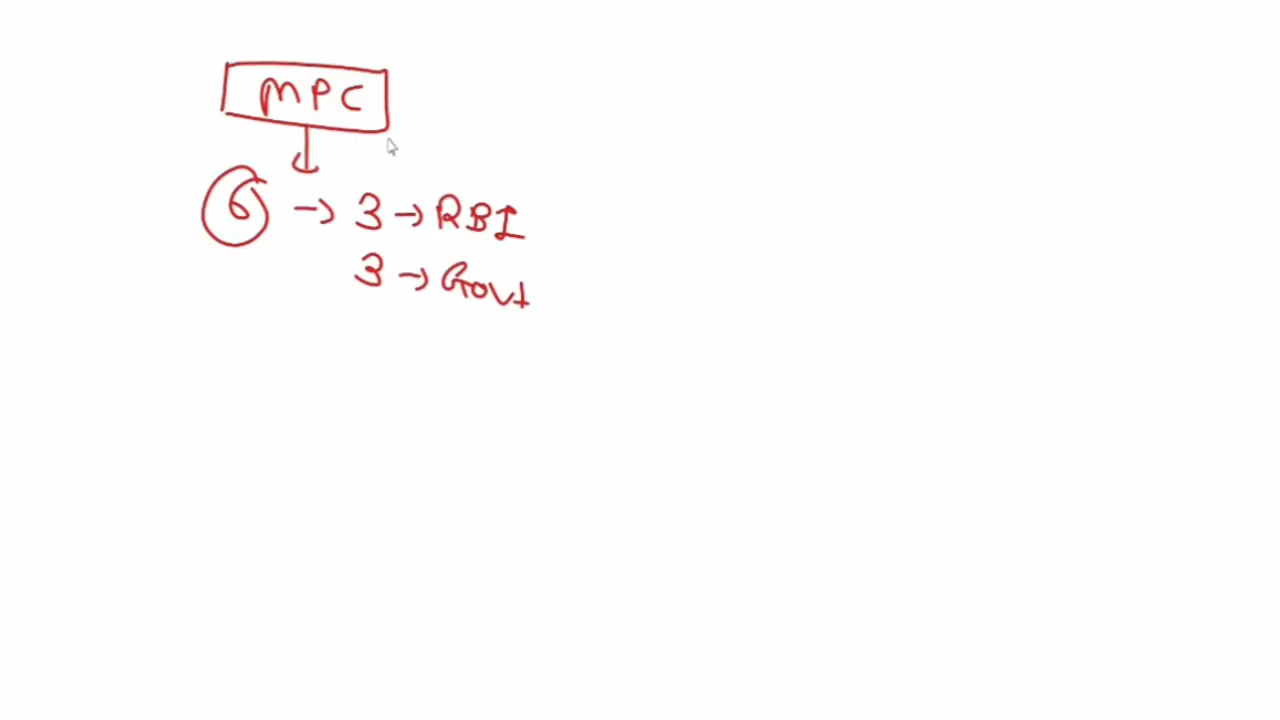 MPC
6 → 3 → RBI
3 → Govt